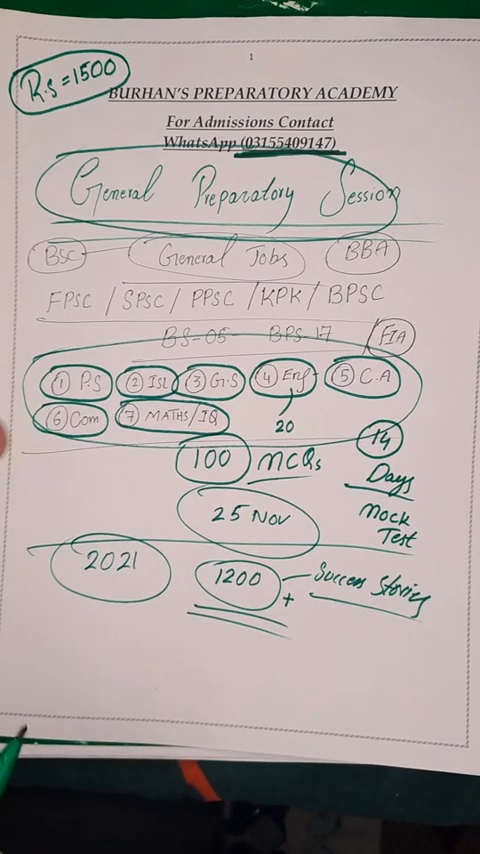 1
R.s = 1500
BURHAN'S PREPARATORY ACADEMY
For Admissions Contact
WhatsApp (03155409147)
General Preparatory Session
BSC General Jobs BBA
FPSC / SPSC / PPSC / KPK / BPSC
BS-05- BPS-17 FIA
① P.S ② ISL ③ G.S ④ Eng ⑤ C.A
⑥ Com ⑦ MATHS/IQ 20
100 MCQs 14 Days
25 Nov Mock Test
2021 1200+ Success Stories